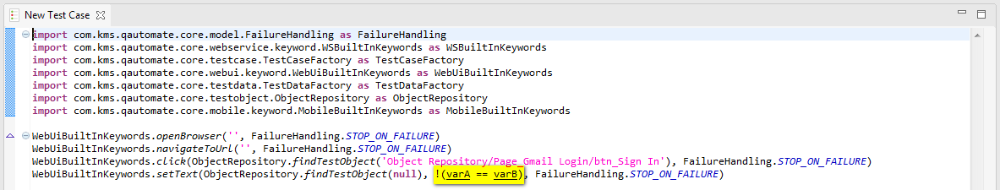 New Test Case
import com.kms.qautomate.core.model.FailureHandling as FailureHandling
import com.kms.qautomate.core.webservice.keyword.WSBuiltInKeywords as WSBuiltInKeywords
import com.kms.qautomate.core.testcase.TestCaseFactory as TestCaseFactory
import com.kms.qautomate.core.webui.keyword.WebUiBuiltInKeywords as WebUiBuiltInKeywords
import com.kms.qautomate.core.testdata.TestDataFactory as TestDataFactory
import com.kms.qautomate.core.testobject.ObjectRepository as ObjectRepository
import com.kms.qautomate.core.mobile.keyword.MobileBuiltInKeywords as MobileBuiltInKeywords
WebUiBuiltInKeywords.openBrowser('', FailureHandling.STOP_ON_FAILURE)
WebUiBuiltInKeywords.navigateToUrl('', FailureHandling.STOP_ON_FAILURE)
WebUiBuiltInKeywords.click(ObjectRepository.findTestObject('Object Repository/Page_Gmail Login/btn_Sign In'), FailureHandling.STOP_ON_FAILURE)
WebUiBuiltInKeywords.setText(ObjectRepository.findTestObject(null), !(varA == varB), FailureHandling.STOP_ON_FAILURE)